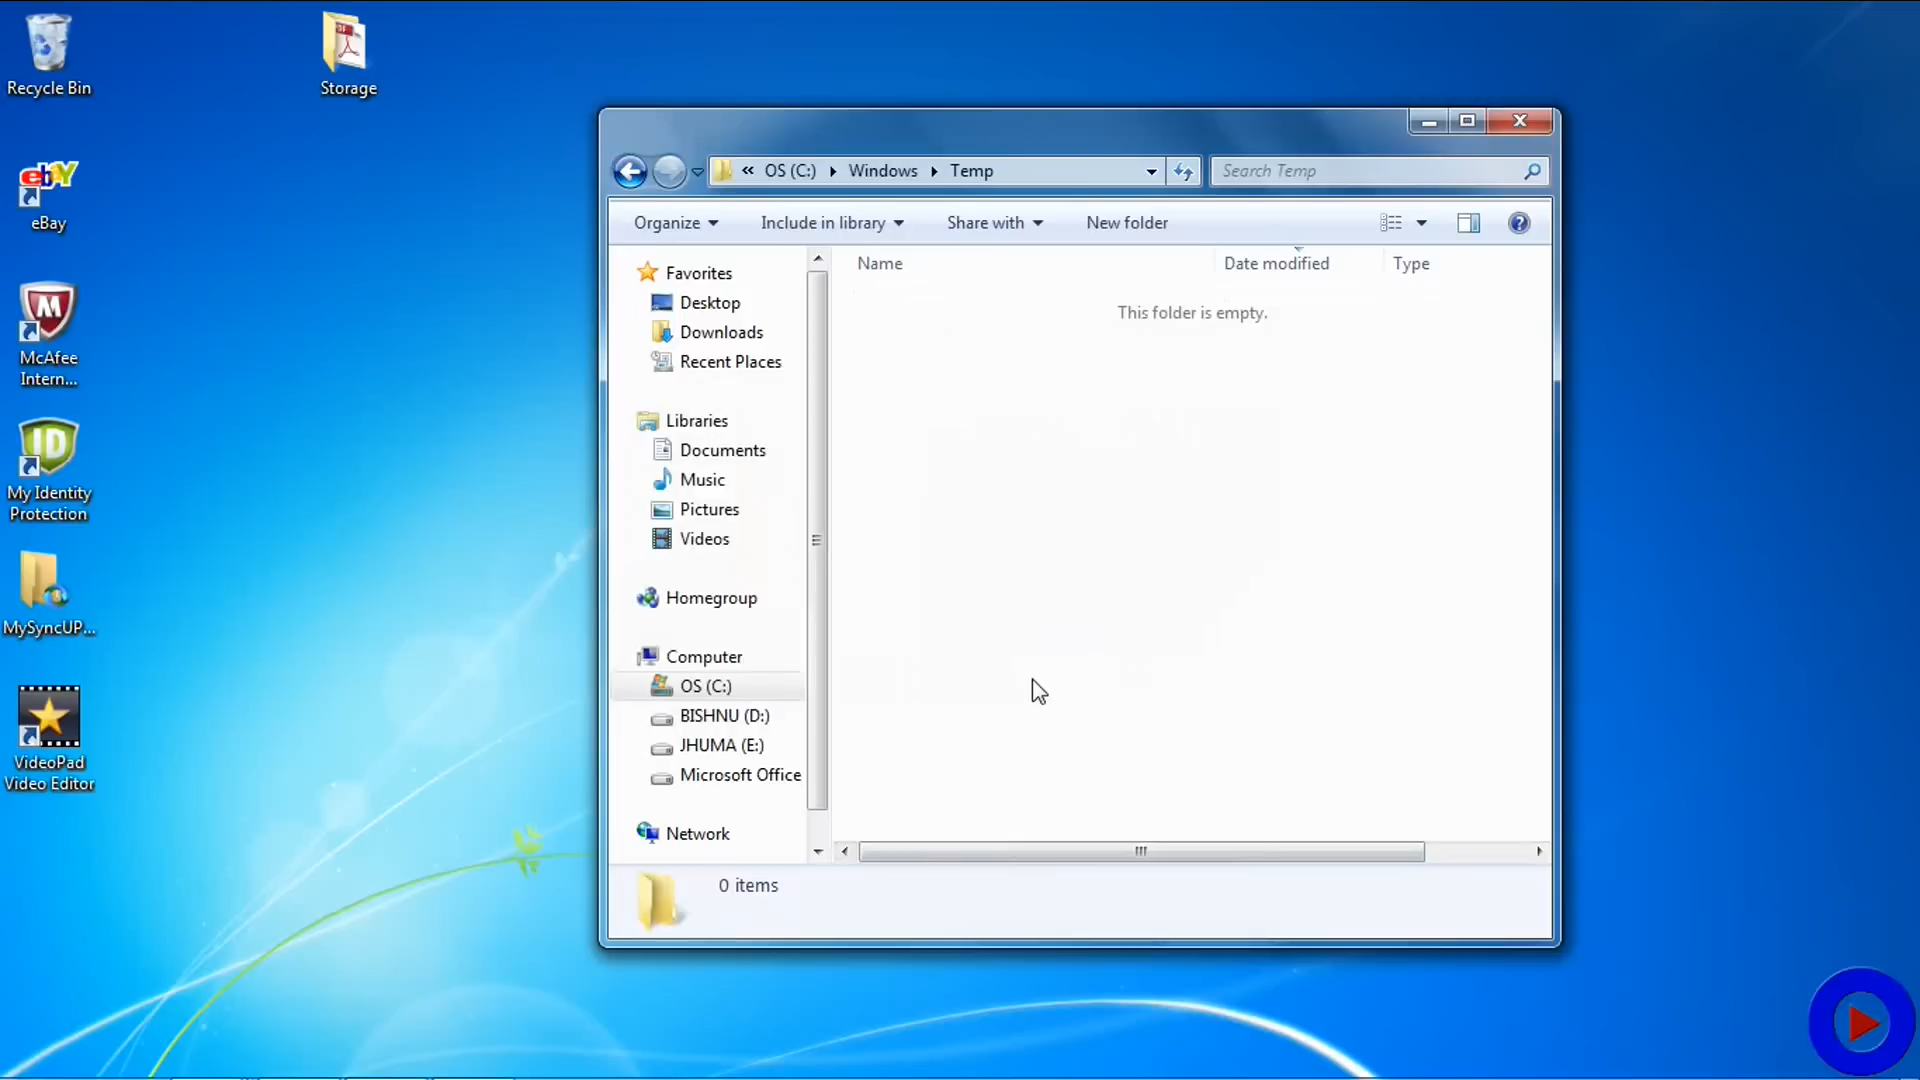 Recycle Bin
Storage
ebY
eBay
McAfee
Intern...
ID
My Identity
Protection
MySyncUP...
VideoPad
Video Editor
« OS (C:) Windows Temp
Search Temp
Organize
Include in library
Share with
New folder
Name
Date modified
Type
This folder is empty.
Favorites
Desktop
Downloads
Recent Places
Libraries
Documents
Music
Pictures
Videos
Homegroup
Computer
OS (C:)
BISHNU (D:)
JHUMA (E:)
Microsoft Office
Network
0 items